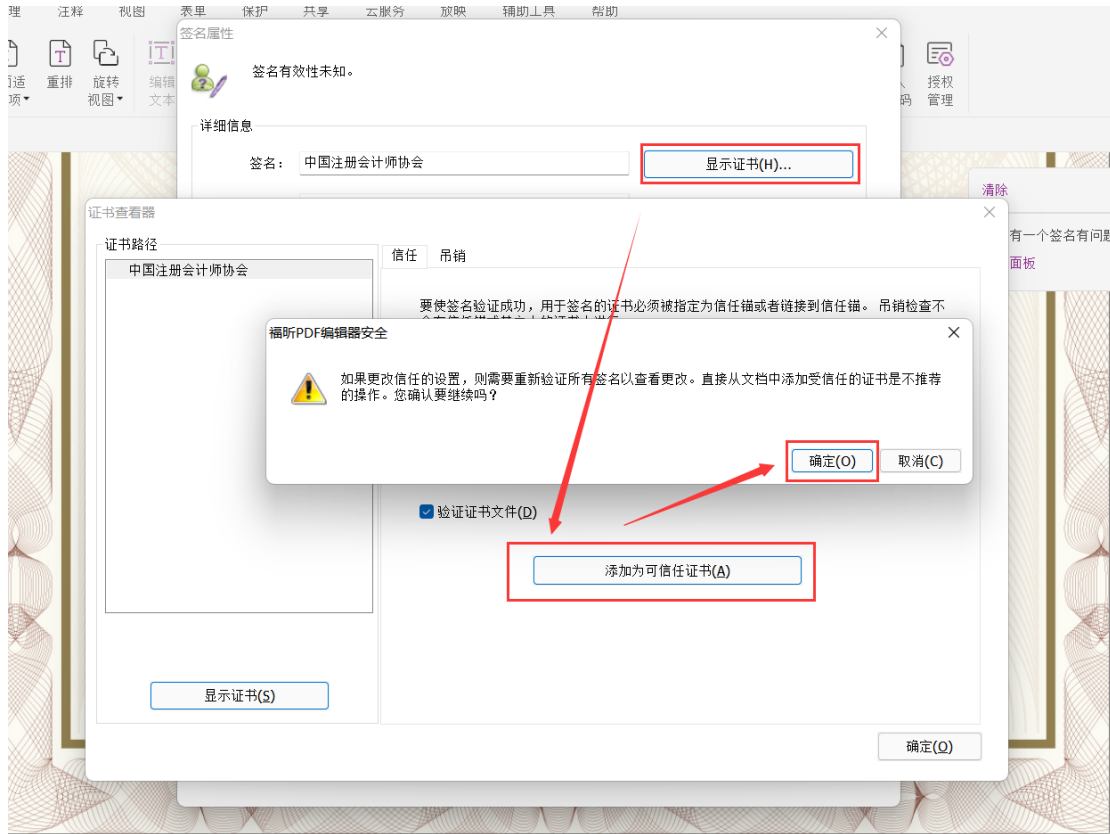 理 注释 视图 表单 保护 共享 云服务 放映 辅助工具 帮助
重排 旋转 编辑 授权
项 视图 文本 码 管理
签名属性
签名有效性未知。
详细信息
签名： 中国注册会计师协会 显示证书(H)...
清除
有一个签名有问题
面板
证书查看器
证书路径
中国注册会计师协会
信任 吊销
要使签名验证成功，用于签名的证书必须被指定为信任锚或者链接到信任锚。 吊销检查不
福昕PDF编辑器安全
如果更改信任的设置，则需要重新验证所有签名以查看更改。直接从文档中添加受信任的证书是不推荐
的操作。您确认要继续吗？
确定(O) 取消(C)
验证证书文件(D)
添加为可信任证书(A)
显示证书(S)
确定(O)